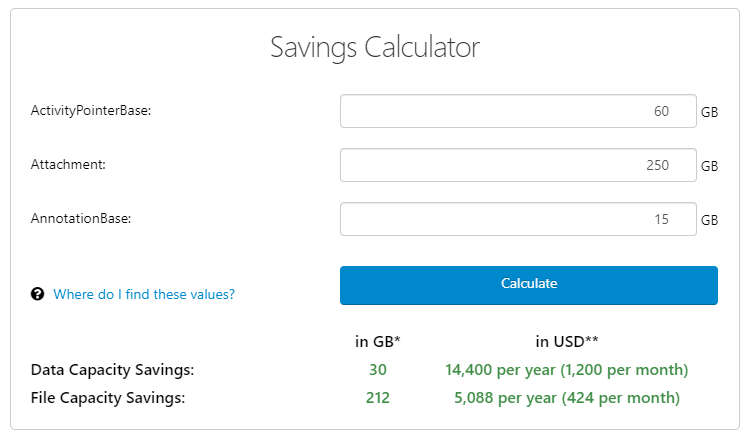 Savings Calculator
ActivityPointerBase: 60 GB
Attachment: 250 GB
AnnotationBase: 15 GB
Where do I find these values? Calculate
in GB* in USD**
Data Capacity Savings: 30 14,400 per year (1,200 per month)
File Capacity Savings: 212 5,088 per year (424 per month)